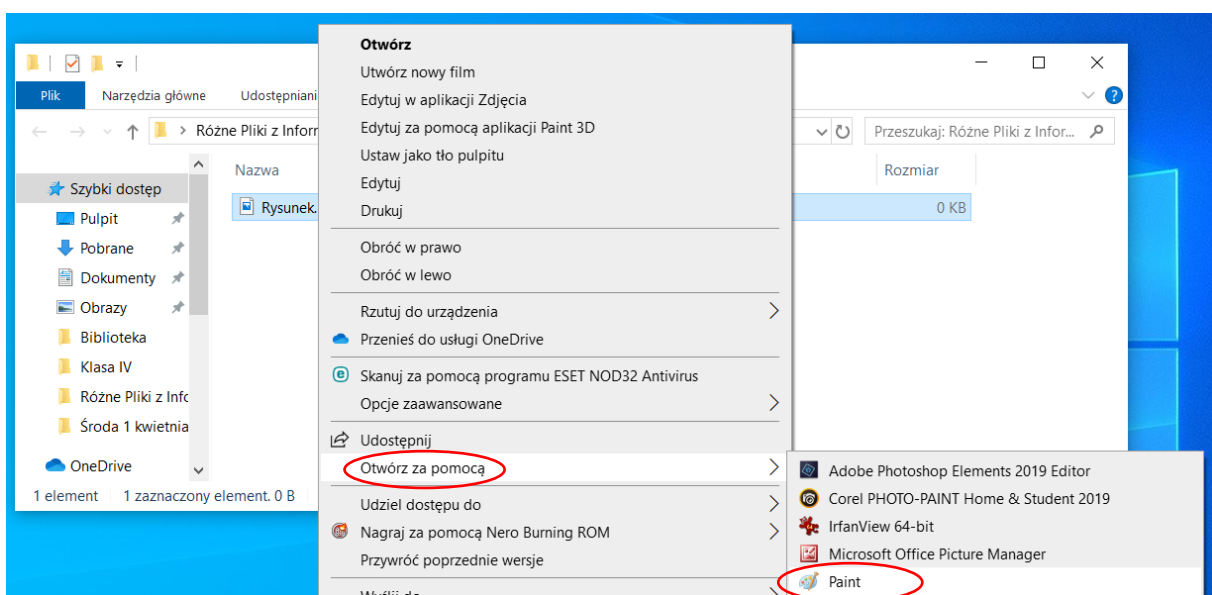 Plik Narzędzia główne Udostępniani
Różne Pliki z Inforr
Przeszukaj: Różne Pliki z Infor...
Nazwa
Rozmiar
Rysunek.
0 KB
Szybki dostęp
Pulpit
Pobrane
Dokumenty
Obrazy
Biblioteka
Klasa IV
Różne Pliki z Info
Środa 1 kwietnia
OneDrive
1 element 1 zaznaczony element. 0 B
Otwórz
Utwórz nowy film
Edytuj w aplikacji Zdjęcia
Edytuj za pomocą aplikacji Paint 3D
Ustaw jako tło pulpitu
Edytuj
Drukuj
Obróć w prawo
Obróć w lewo
Rzutuj do urządzenia
Przenieś do usługi OneDrive
Skanuj za pomocą programu ESET NOD32 Antivirus
Opcje zaawansowane
Udostępnij
Otwórz za pomocą
Udziel dostępu do
Nagraj za pomocą Nero Burning ROM
Przywróć poprzednie wersje
Adobe Photoshop Elements 2019 Editor
Corel PHOTO-PAINT Home & Student 2019
IrfanView 64-bit
Microsoft Office Picture Manager
Paint